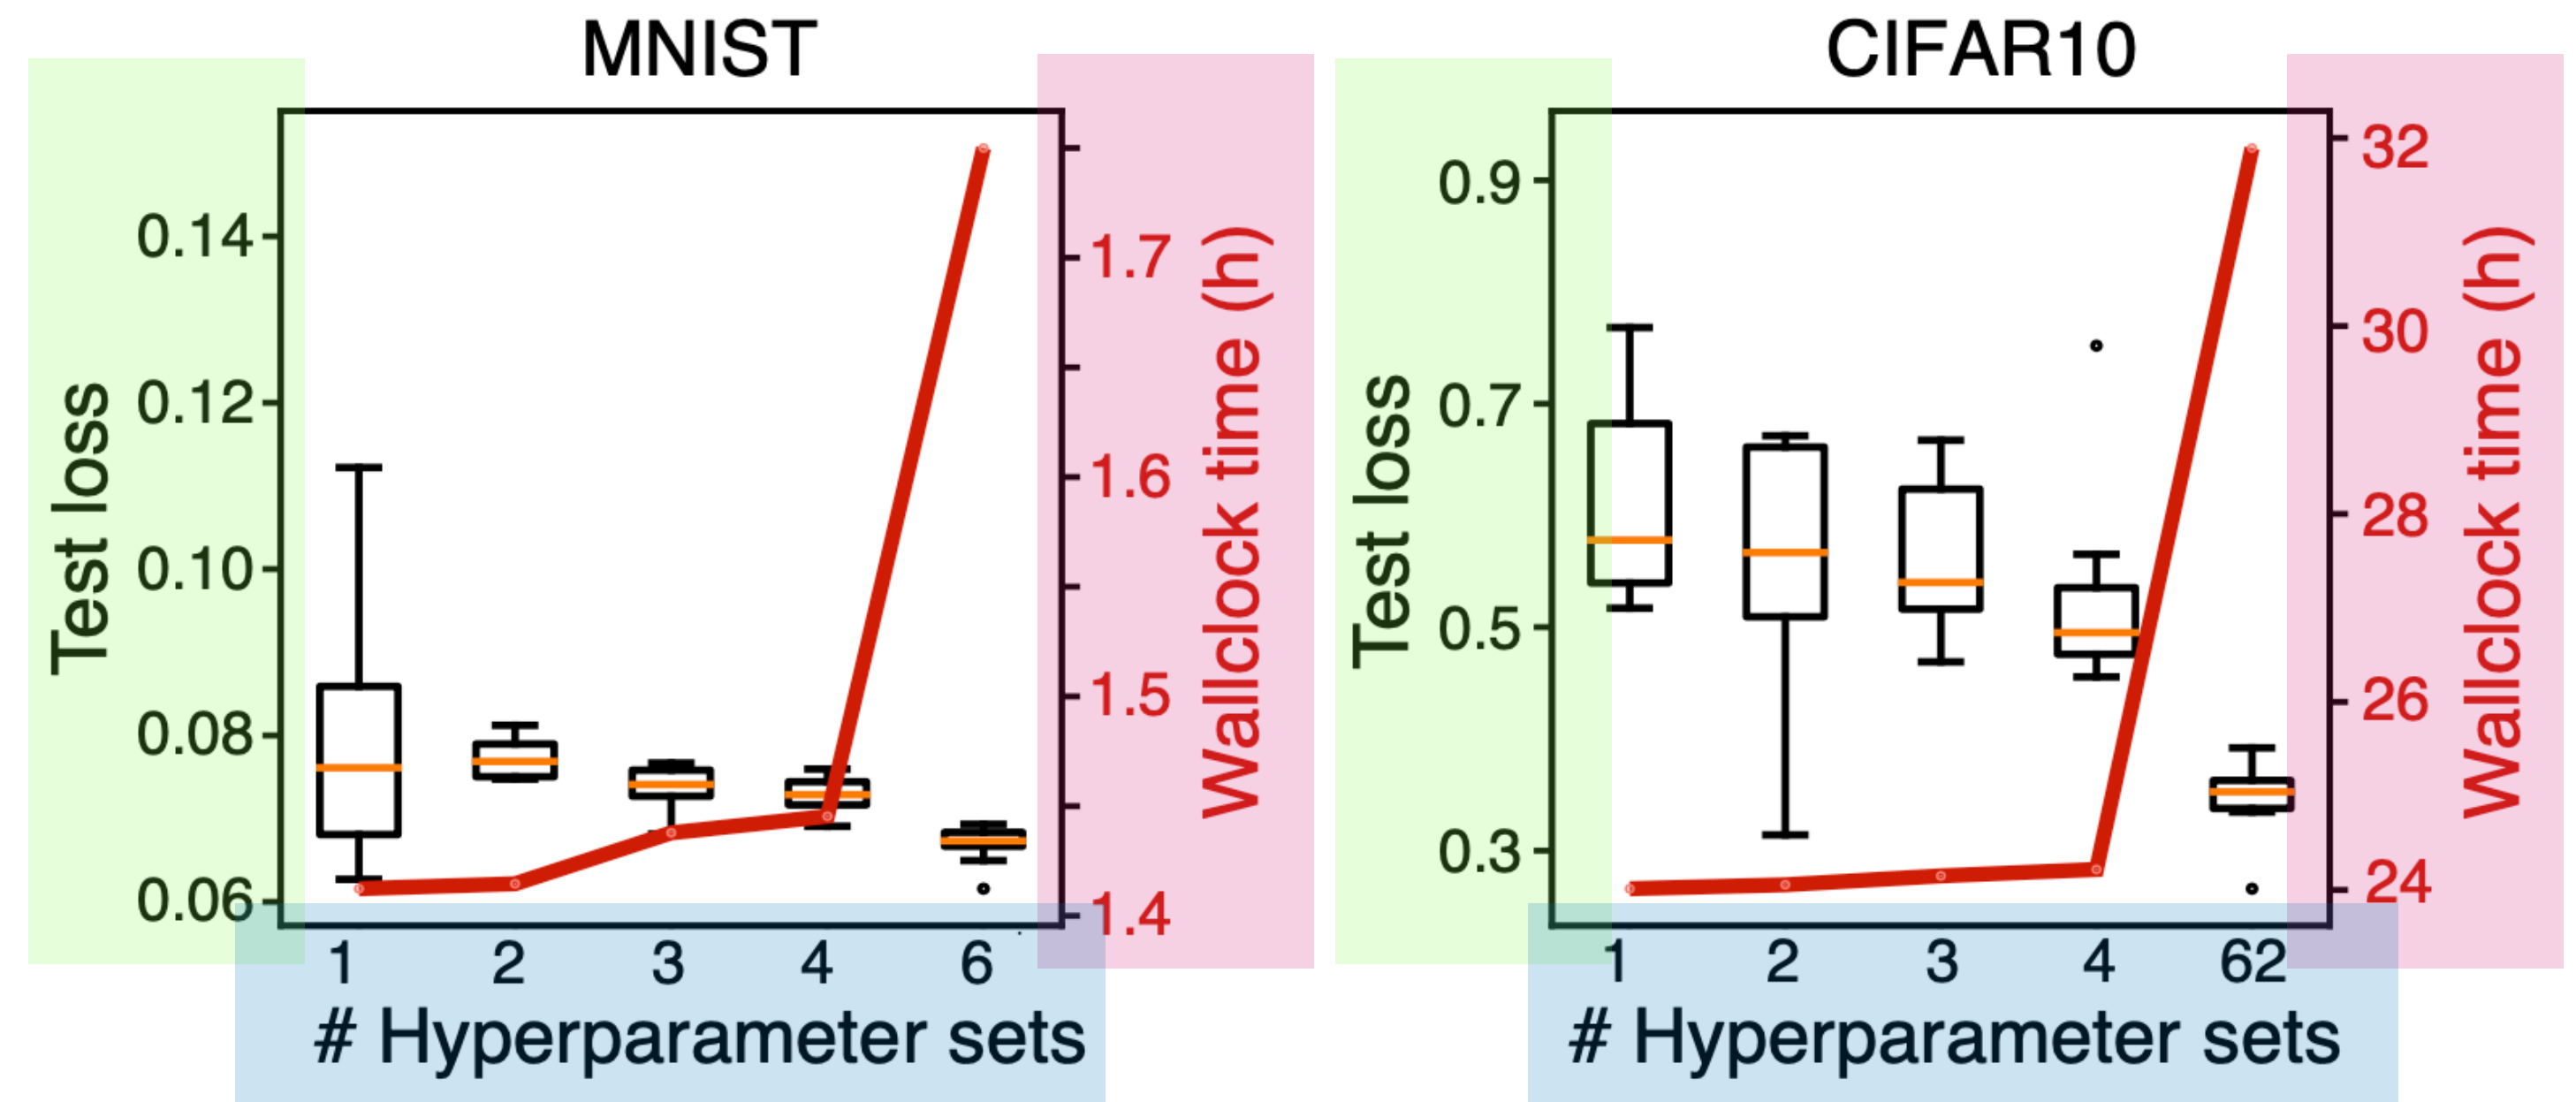 MNIST
0.14
0.12
0.10
0.08
0.06
Test loss
1.7
1.6
1.5
1.4
Wallclock time (h)
1 2 3 4 6
# Hyperparameter sets
CIFAR10
0.9
0.7
0.5
0.3
Test loss
32
30
28
26
24
Wallclock time (h)
1 2 3 4 62
# Hyperparameter sets